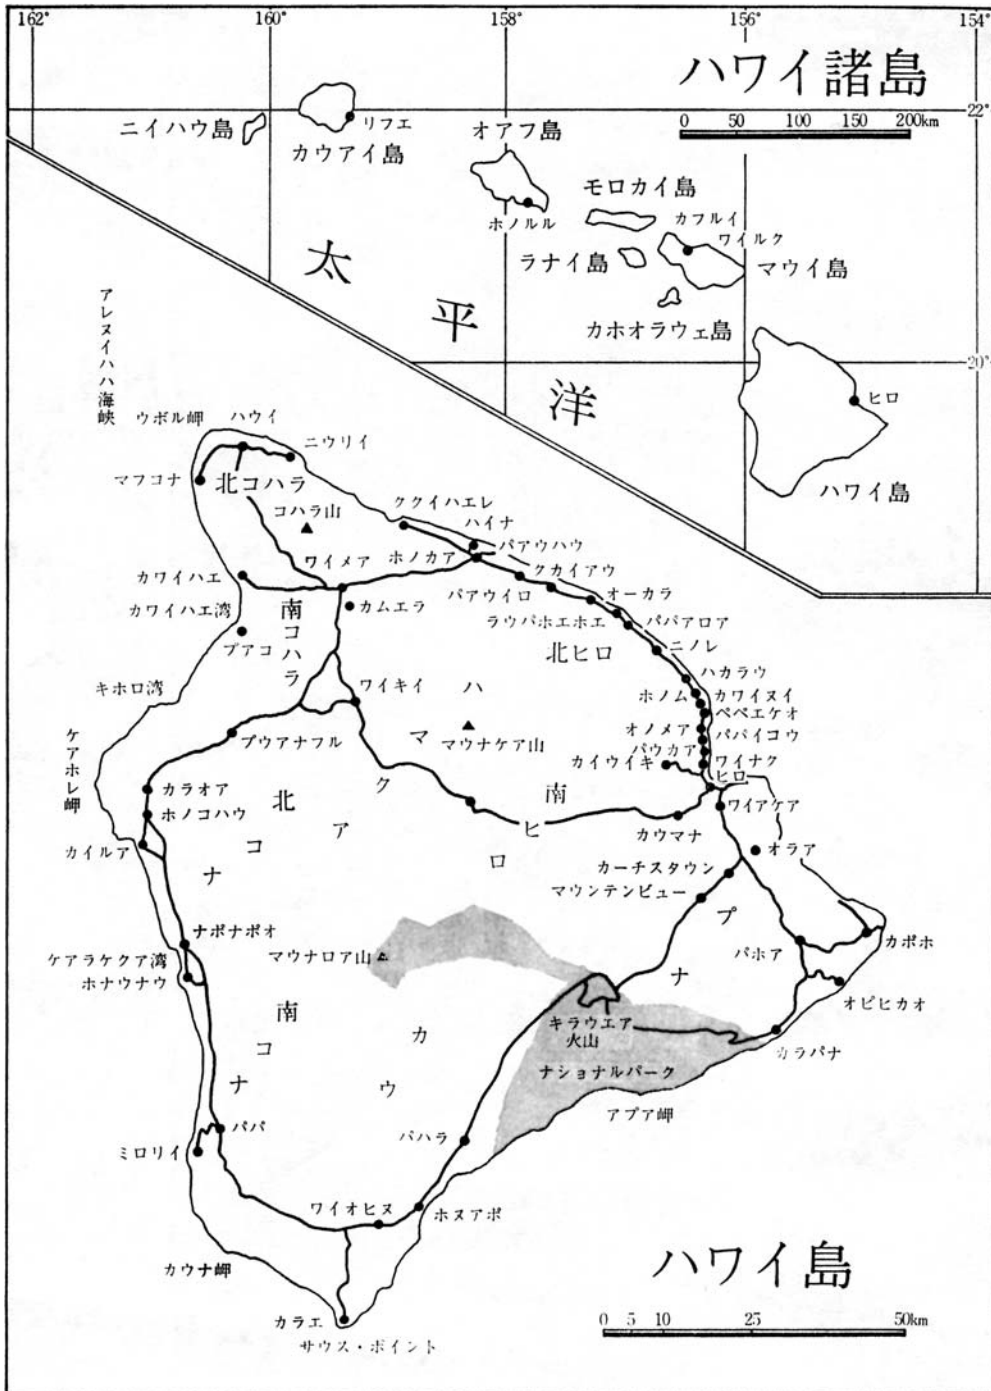 162°
160°
158°
156°
154°
ハワイ諸島
0 50 100 150 200km
22°
20°
ニイハウ島
リフエ
カウアイ島
オアフ島
ホノルル
モロカイ島
カフルイ
ワイルク
ラナイ島
マウイ島
カホオラウェ島
ヒロ
ハワイ島
太平洋
アレヌイハハ海峡
ウポル岬
ハウイ
ニウリイ
マフコナ
北コハラ
コハラ山
ククイハエレ
ハイナ
パアウハウ
ホノカア
ワイメア
クカイアウ
カワイハエ
パアウイロ
オーカラ
カワイハエ湾
南コハラ
カムエラ
ラウパホエホエ
パパアロア
プアコ
北ヒロ
ニノレ
キホロ湾
ワイキイ
ハカラウ
ホノム
カワイヌイ
ペペエケオ
オノメア
パパイコウ
パウカア
カイウイキ
ワイナク
ヒロ
ハマクア
マウナケア山
プウアナフル
ケアホレ岬
カラオア
ホノコハウ
カイルア
北コナ
南ヒロ
カウマナ
ワイアケア
オラア
カーチスタウン
マウンテンビュー
プナ
ナポナポオ
ケアラケクア湾
ホナウナウ
マウナロア山
パホア
カポホ
オピヒカオ
キラウエア
火山
カラパナ
ナショナルパーク
アプア岬
南コナ
カウ
パパ
ミロリイ
パハラ
ワイオヒヌ
ホヌアポ
カウナ岬
カラエ
サウス・ポイント
ハワイ島
0 5 10 25 50km